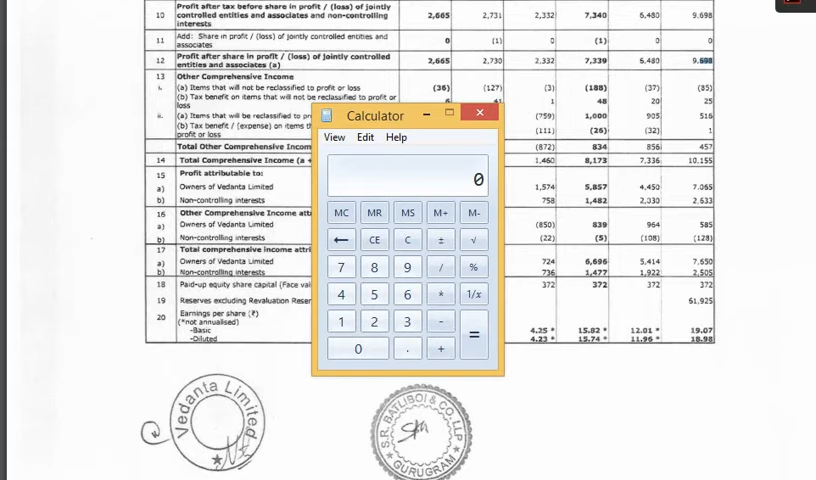 10 Profit after tax before share in profit / (loss) of jointly controlled entities and associates and non-controlling interests 2,665 2,731 2,332 7,340 6,480 9,698
11 Add: Share in profit / (loss) of jointly controlled entities and associates 0 (1) 0 (1) 0 0
12 Profit after share in profit / (loss) of jointly controlled entities and associates (a) 2,665 2,730 2,332 7,339 6,480 9,698
13 Other Comprehensive Income
i. (a) Items that will not be reclassified to profit or loss (36) (127) (3) (188) (37) (85)
(b) Tax benefit on items that will not be reclassified to profit or loss 1 48 20 25
ii. (a) Items that will be reclassified to (759) 1,000 905 516
(b) Tax benefit / (expense) on items profit or loss (111) (26) (32) 1
Total Other Comprehensive (872) 834 856 457
14 Total Comprehensive Income (a + 1,460 8,173 7,336 10,155
15 Profit attributable to:
a) Owners of Vedanta Limited 1,574 5,857 4,450 7,065
b) Non-controlling interests 758 1,482 2,030 2,633
16 Other Comprehensive Income
a) Owners of Vedanta Limited (850) 839 964 585
b) Non-controlling interests (22) (5) (108) (128)
17 Total comprehensive income
a) Owners of Vedanta Limited 724 6,696 5,414 7,650
b) Non-controlling interests 736 1,477 1,922 2,505
18 Paid-up equity share capital (Face 372 372 372 372
19 Reserves excluding Revaluation 61,925
20 Earnings per share (₹)
(*not annualised)
-Basic 4.25 * 15.82 * 12.01 * 19.07
-Diluted 4.23 * 15.74 * 11.96 * 18.98
Calculator
View Edit Help
0
MC MR MS M+ M-
← CE C ± √
7 8 9 / %
4 5 6 * 1/x
1 2 3 - =
0 . +
Vedanta Limited
S.R. BATLIBOI & CO. LLP
GURUGRAM